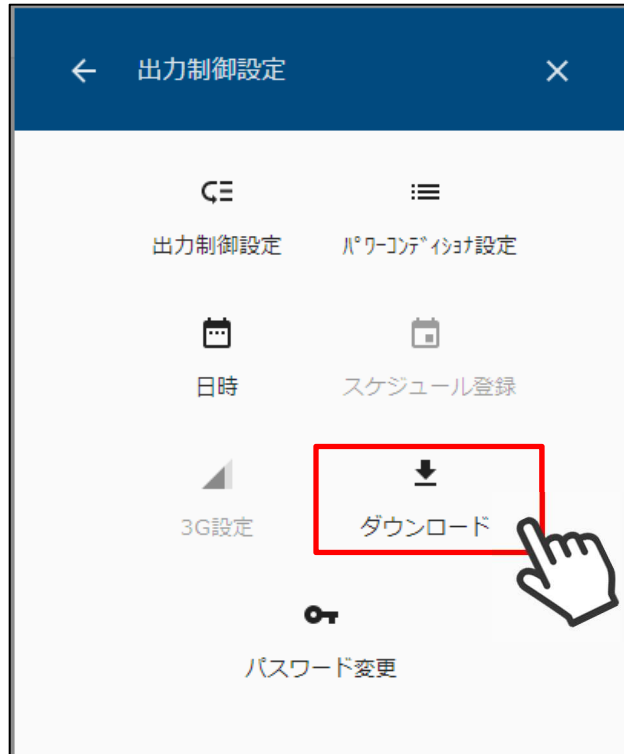 出力制御設定
出力制御設定 ﾊﾟﾜｰｺﾝﾃﾞｨｼｮﾅ設定
日時 スケジュール登録
3G設定 ダウンロード
パスワード変更